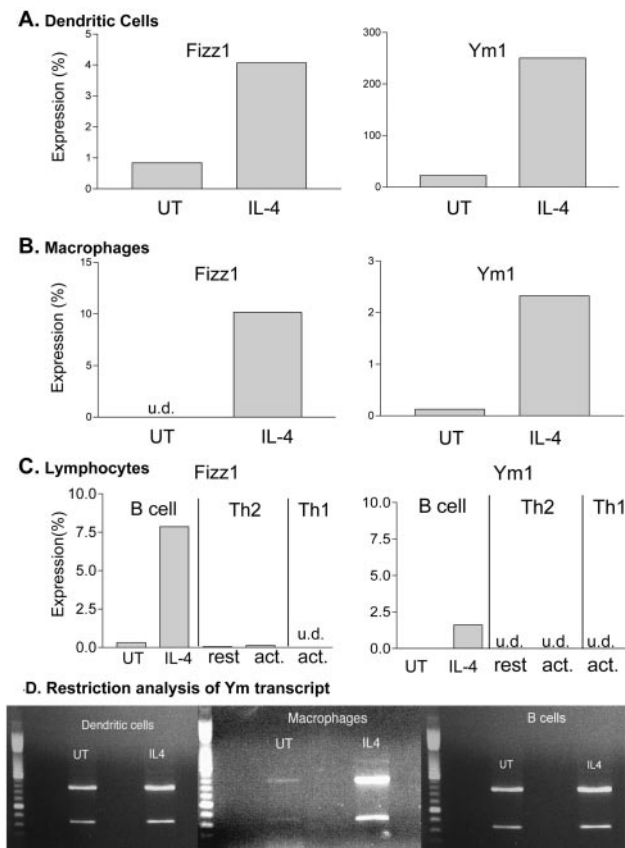 A. Dendritic Cells
Fizz1
Ym1
Expression (%)
5
4
3
2
1
0
UT IL-4
300
200
100
0
UT IL-4
B. Macrophages
Fizz1
Ym1
Expression (%)
15
10
5
0
u.d.
UT IL-4
3
2
1
0
UT IL-4
C. Lymphocytes
Fizz1
Ym1
Expression(%)
10.0
7.5
5.0
2.5
0.0
B cell Th2 Th1
u.d.
UT IL-4 rest act. act.
10.0
7.5
5.0
2.5
0.0
B cell Th2 Th1
u.d. u.d. u.d.
UT IL-4 rest act. act.
D. Restriction analysis of Ym transcript
Dendritic cells
UT IL4
Macrophages
UT IL4
B cells
UT IL4